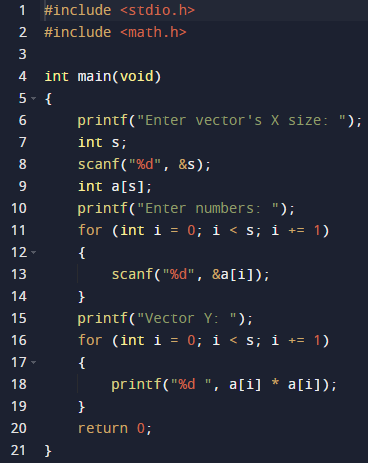 1 #include <stdio.h>
2 #include <math.h>
3
4 int main(void)
5 {
6     printf("Enter vector's X size: ");
7     int s;
8     scanf("%d", &s);
9     int a[s];
10     printf("Enter numbers: ");
11     for (int i = 0; i < s; i += 1)
12     {
13         scanf("%d", &a[i]);
14     }
15     printf("Vector Y: ");
16     for (int i = 0; i < s; i += 1)
17     {
18         printf("%d ", a[i] * a[i]);
19     }
20     return 0;
21 }